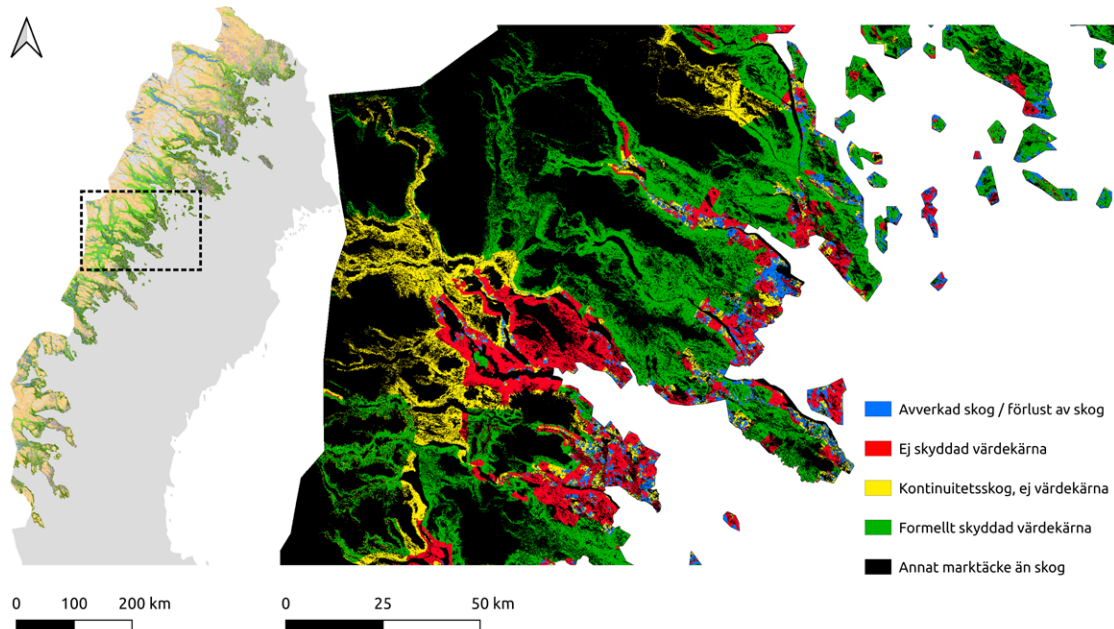 Avverkad skog / förlust av skog
Ej skyddad värdekärna
Kontinuitetsskog, ej värdekärna
Formellt skyddad värdekärna
Annat marktäcke än skog
0 100 200 km
0 25 50 km